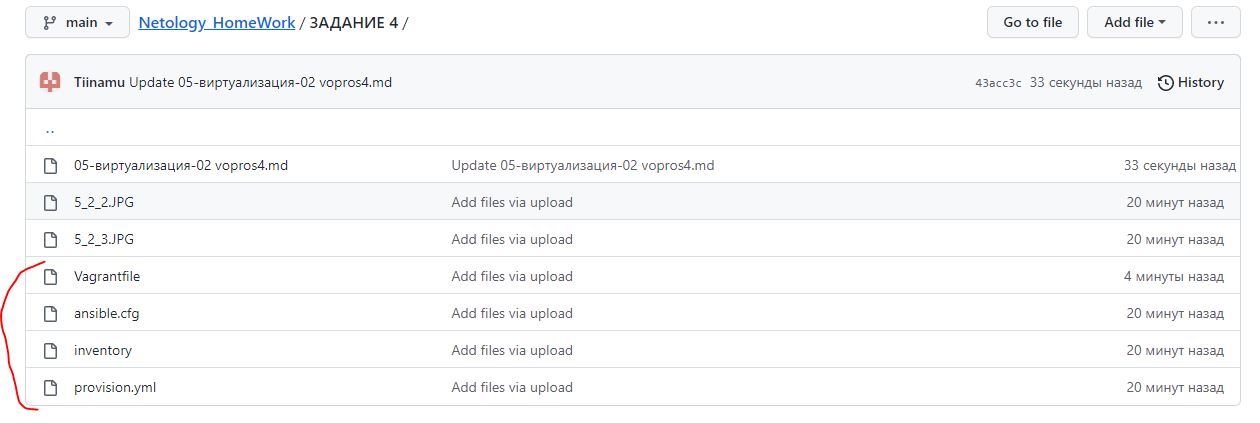 main Netology_HomeWork / ЗАДАНИЕ 4 / Go to file Add file ...
Tiinamu Update 05-виртуализация-02 vopros4.md 43acc3c 33 секунды назад History
..
05-виртуализация-02 vopros4.md Update 05-виртуализация-02 vopros4.md 33 секунды назад
5_2_2.JPG Add files via upload 20 минут назад
5_2_3.JPG Add files via upload 20 минут назад
Vagrantfile Add files via upload 4 минуты назад
ansible.cfg Add files via upload 20 минут назад
inventory Add files via upload 20 минут назад
provision.yml Add files via upload 20 минут назад